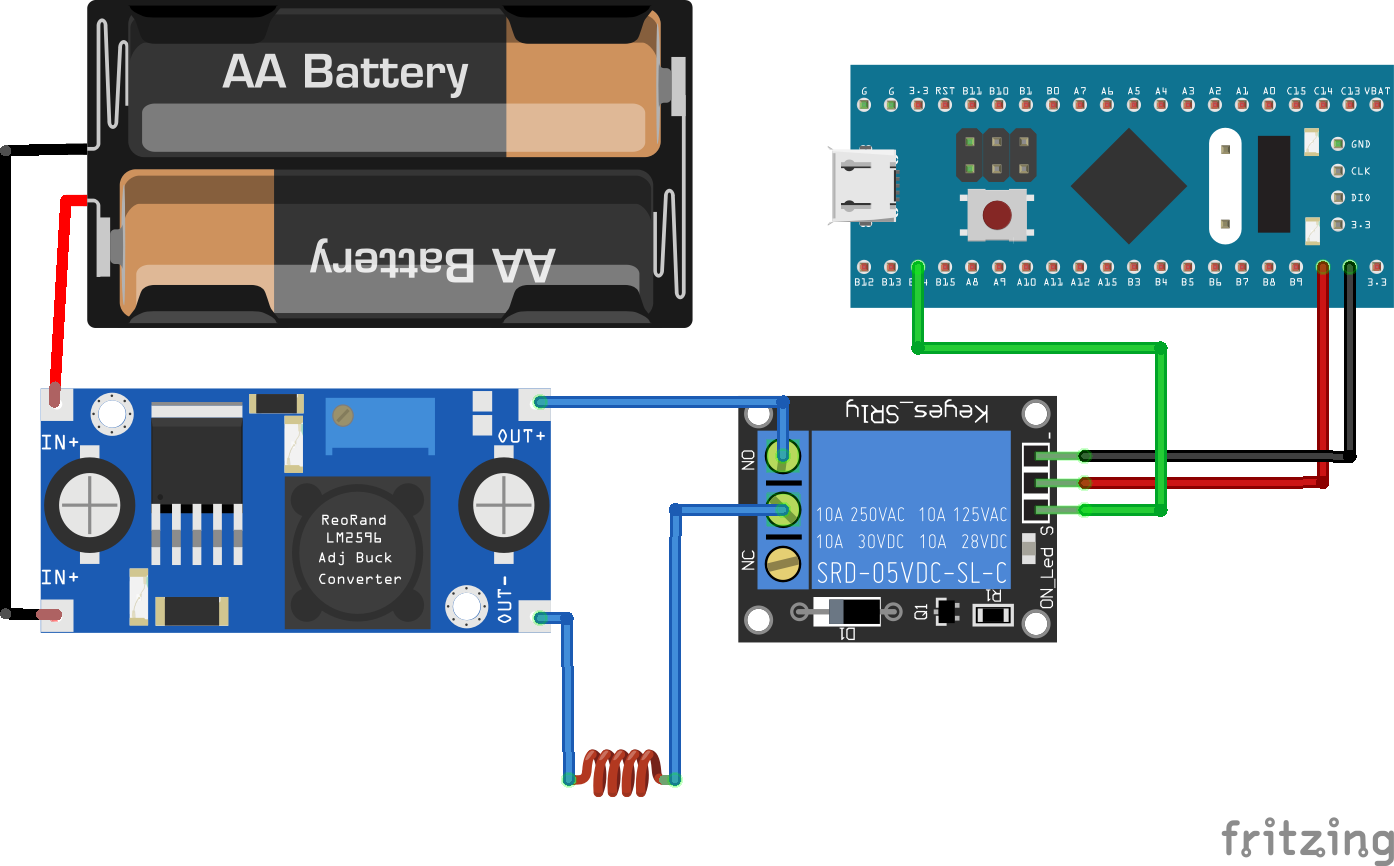 AA Battery
AA Battery
G G 3.3 RST B11 B10 B1 B0 A7 A6 A5 A4 A3 A2 A1 A0 C15 C14 C13 VBAT
GND
CLK
DIO
3.3
B12 B13 B15 A8 A9 A10 A11 A12 A15 B3 B4 B5 B6 B7 B8 B9 3.3
IN+
OUT+
ReoRand
LM2596
Adj Buck
Converter
IN+
OUT-
Keyes_SR1y
NO
NC
10A 250VAC 10A 125VAC
10A 30VDC 10A 28VDC
SRD-05VDC-SL-C
-
S
ON_Led
D1
Q1
R1
fritzing